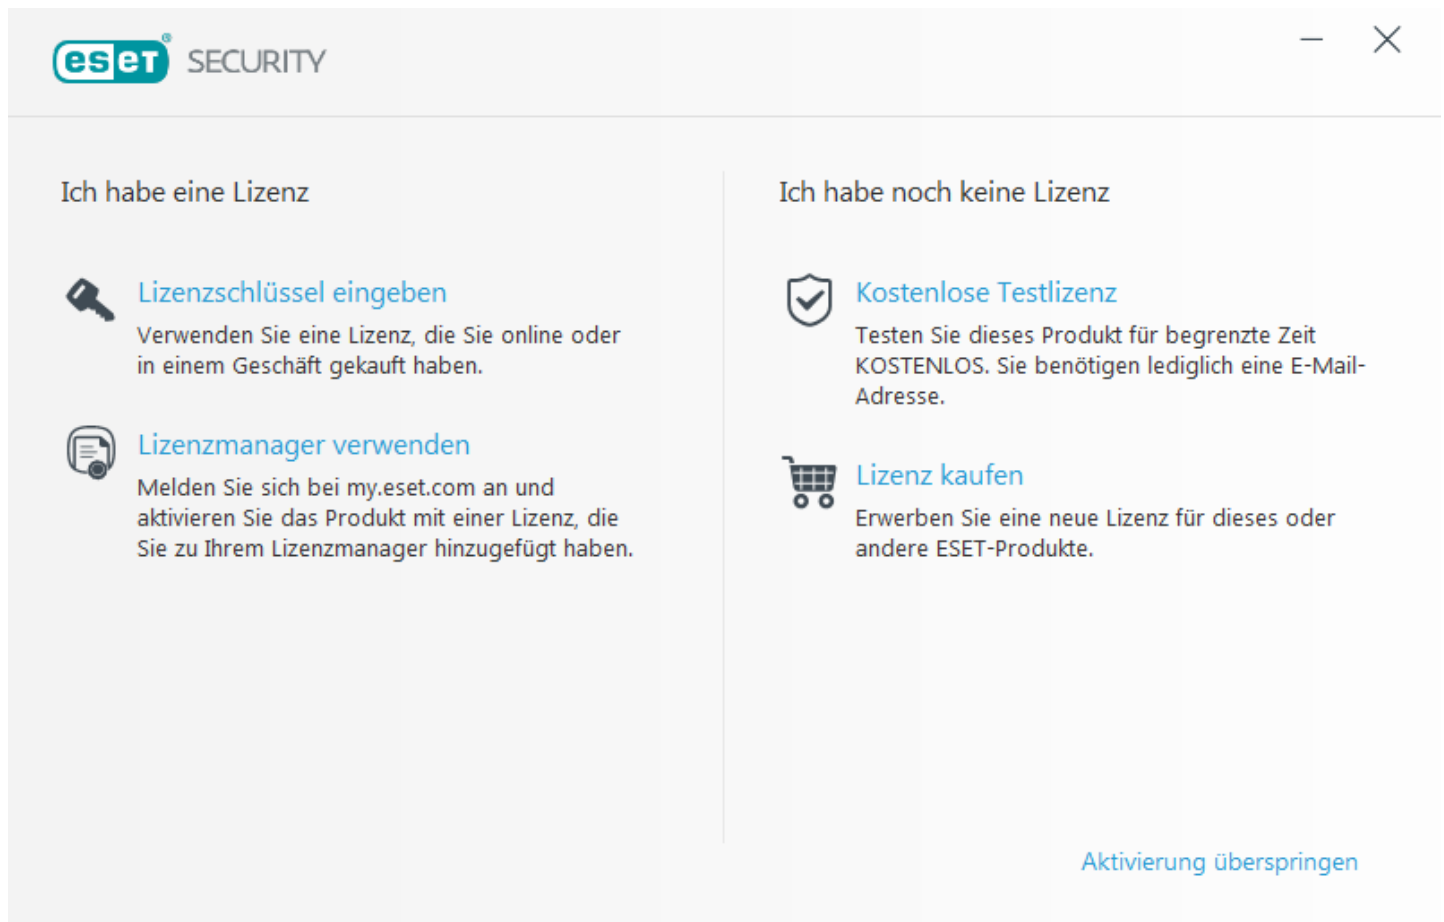 eset® SECURITY
Ich habe eine Lizenz
Lizenzschlüssel eingeben
Verwenden Sie eine Lizenz, die Sie online oder
in einem Geschäft gekauft haben.
Lizenzmanager verwenden
Melden Sie sich bei my.eset.com an und
aktivieren Sie das Produkt mit einer Lizenz, die
Sie zu Ihrem Lizenzmanager hinzugefügt haben.
Ich habe noch keine Lizenz
Kostenlose Testlizenz
Testen Sie dieses Produkt für begrenzte Zeit
KOSTENLOS. Sie benötigen lediglich eine E-Mail-
Adresse.
Lizenz kaufen
Erwerben Sie eine neue Lizenz für dieses oder
andere ESET-Produkte.
Aktivierung überspringen